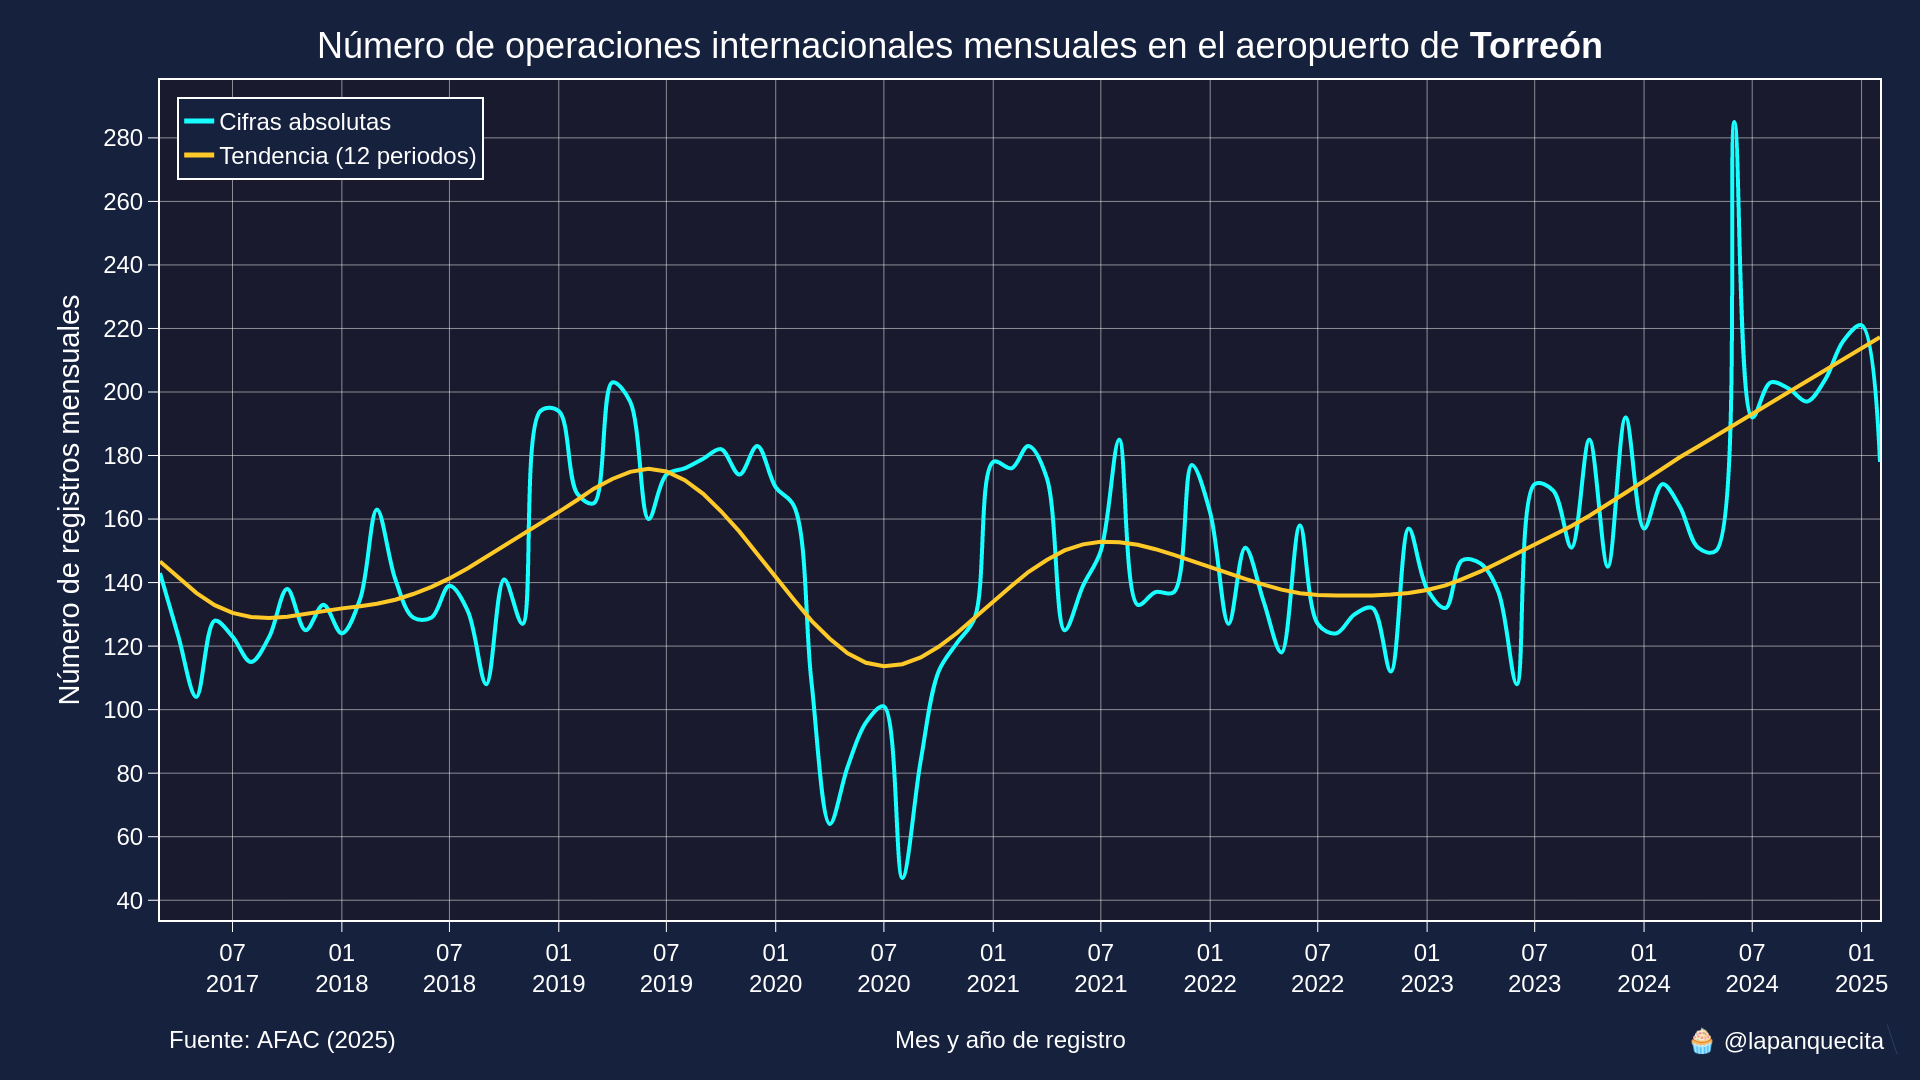 Número de operaciones internacionales mensuales en el aeropuerto de Torreón
Cifras absolutas
Tendencia (12 periodos)
Número de registros mensuales
280
260
240
220
200
180
160
140
120
100
80
60
40
07 01 07 01 07 01 07 01 07 01 07 01 07 01 07 01
2017 2018 2018 2019 2019 2020 2020 2021 2021 2022 2022 2023 2023 2024 2024 2025
Fuente: AFAC (2025)
Mes y año de registro
🧁 @lapanquecita